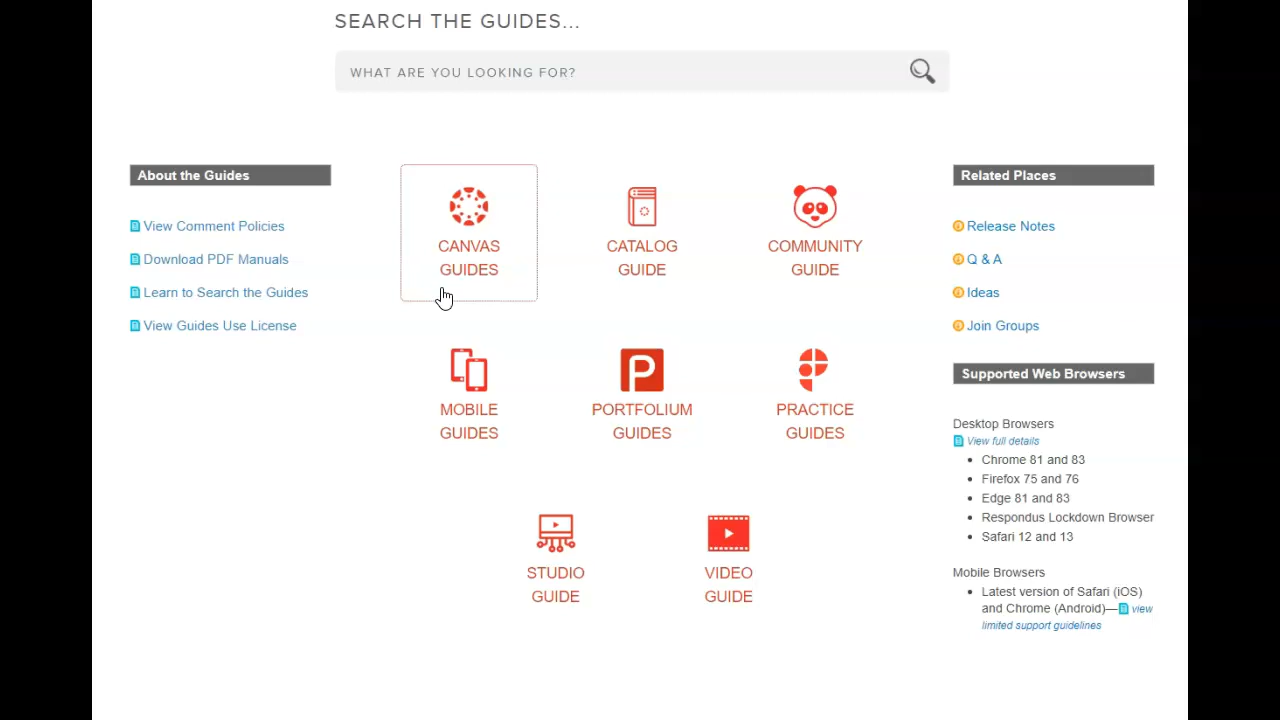 SEARCH THE GUIDES...
WHAT ARE YOU LOOKING FOR?
About the Guides
View Comment Policies
Download PDF Manuals
Learn to Search the Guides
View Guides Use License
CANVAS
GUIDES
CATALOG
GUIDE
COMMUNITY
GUIDE
MOBILE
GUIDES
PORTFOLIUM
GUIDES
PRACTICE
GUIDES
STUDIO
GUIDE
VIDEO
GUIDE
Related Places
Release Notes
Q & A
Ideas
Join Groups
Supported Web Browsers
Desktop Browsers
View full details
• Chrome 81 and 83
• Firefox 75 and 76
• Edge 81 and 83
• Respondus Lockdown Browser
• Safari 12 and 13
Mobile Browsers
• Latest version of Safari (iOS)
and Chrome (Android)—view
limited support guidelines